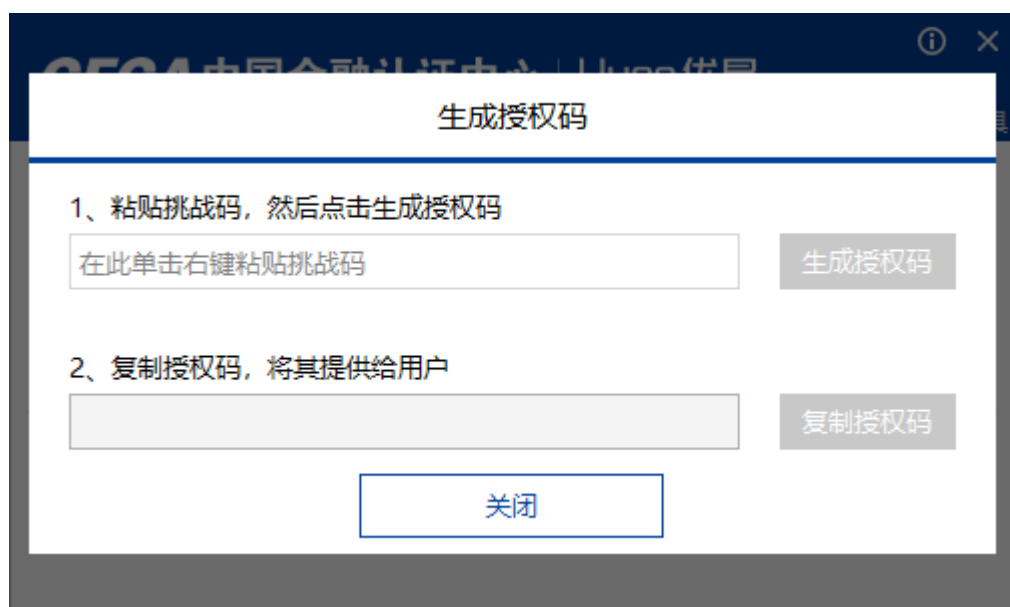 生成授权码
1、粘贴挑战码，然后点击生成授权码
在此单击右键粘贴挑战码
生成授权码
2、复制授权码，将其提供给用户
复制授权码
关闭